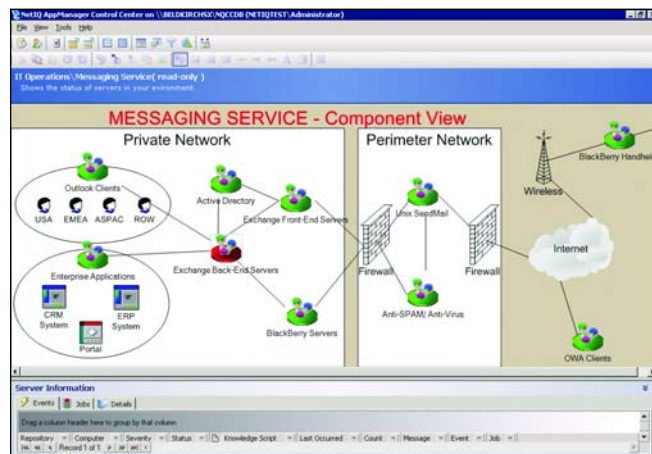 NetIQ AppManager Control Center on \\BELDKIRCHSX\NQCCDB (NETIQTEST\Administrator)
File View Tools Help
IT Operations\Messaging Service( read-only )
Shows the status of servers in your evironment.
MESSAGING SERVICE - Component View
Private Network
Perimeter Network
BlackBerry Handheld
Outlook Clients
Wireless
USA EMEA ASPAC ROW
Active Directory
Exchange Front-End Servers
Unix SendMail
Internet
Exchange Back-End Servers
Firewall
Firewall
Enterprise Applications
CRM System
ERP System
Portal
BlackBerry Servers
Anti-SPAM/ Anti-Virus
OWA Clients
Server Information
Events Jobs Details
Drag a column header here to group by that column
Repository Computer Severity Status Knowledge Script Last Occurred Count Message Event Job
Record 1 of 1